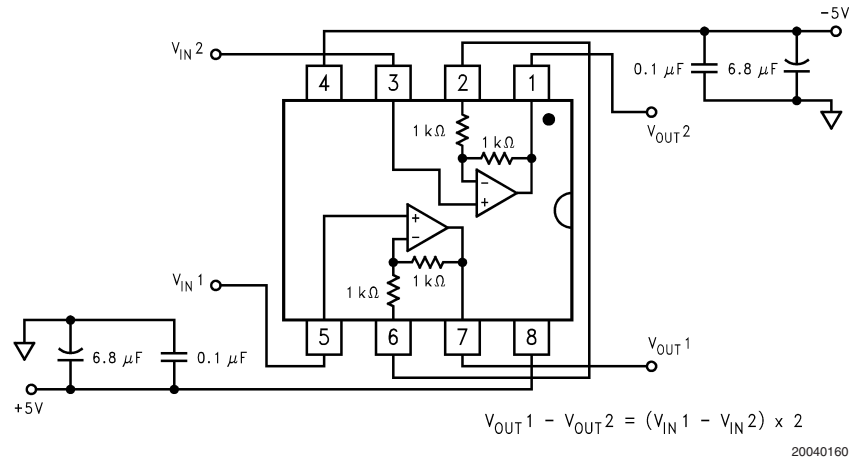 -5V
V_IN 2
4
3
2
1
0.1 μF
6.8 μF
1 kΩ
1 kΩ
V_OUT 2
-
+
+
-
V_IN 1
1 kΩ
1 kΩ
5
6
7
8
V_OUT 1
6.8 μF
0.1 μF
+5V
V_OUT 1 - V_OUT 2 = (V_IN 1 - V_IN 2) x 2
20040160